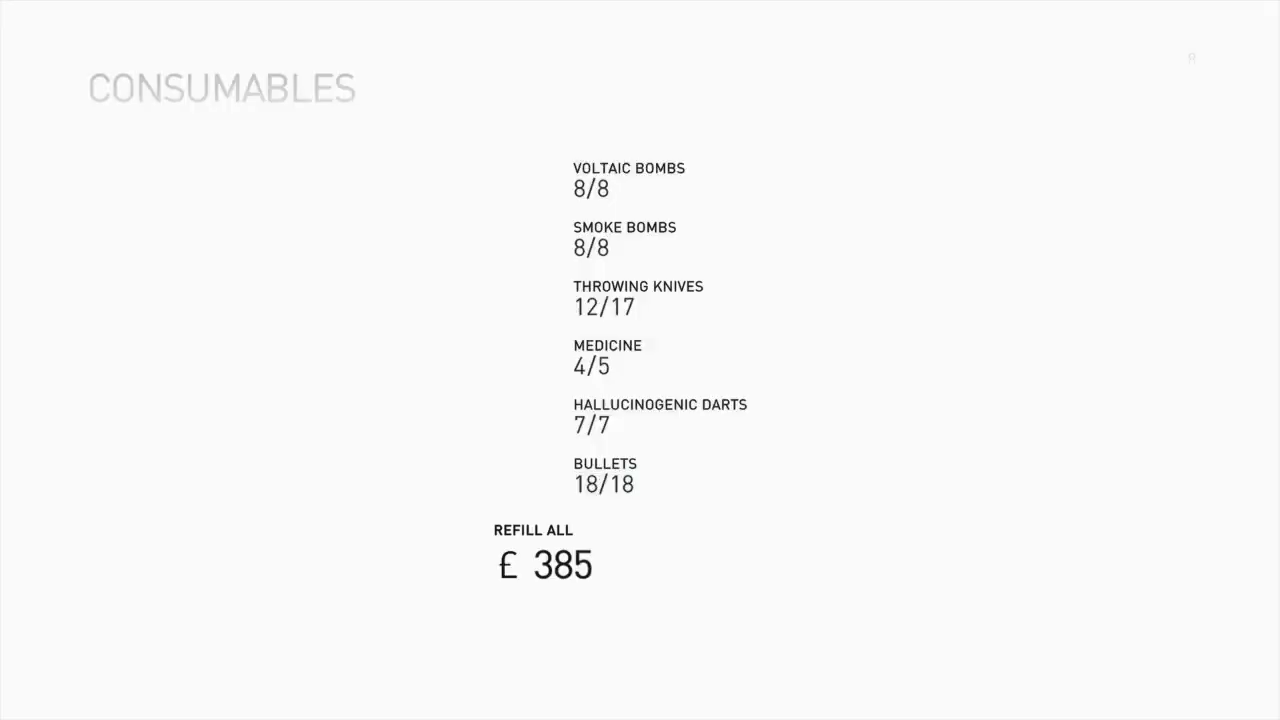 CONSUMABLES
VOLTAIC BOMBS
8/8
SMOKE BOMBS
8/8
THROWING KNIVES
12/17
MEDICINE
4/5
HALLUCINOGENIC DARTS
7/7
BULLETS
18/18
REFILL ALL
£ 385